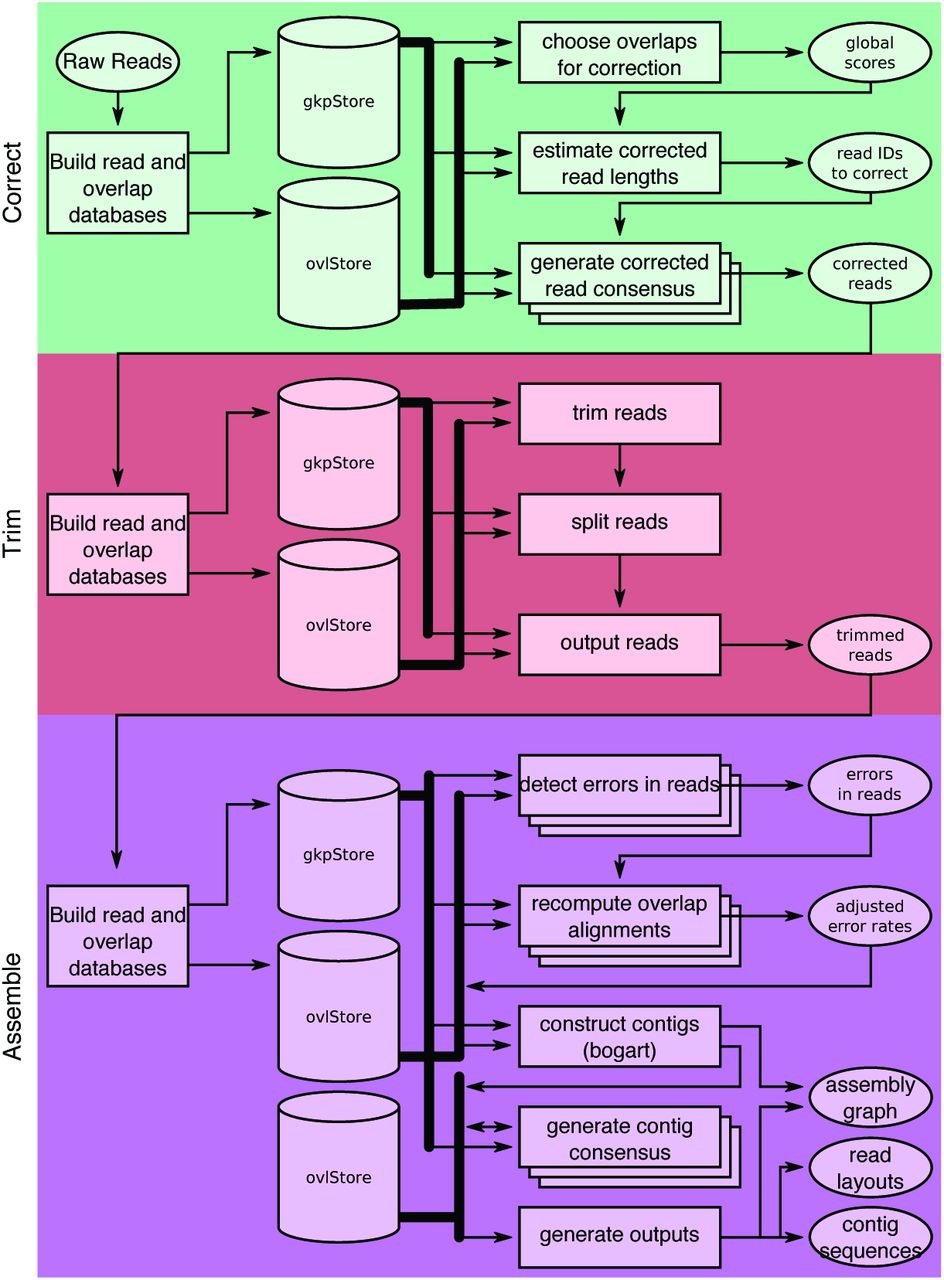 Correct
Raw Reads
Build read and
overlap
databases
gkpStore
ovlStore
choose overlaps
for correction
global
scores
estimate corrected
read lengths
read IDs
to correct
generate corrected
read consensus
corrected
reads
Trim
Build read and
overlap
databases
gkpStore
ovlStore
trim reads
split reads
output reads
trimmed
reads
Assemble
Build read and
overlap
databases
gkpStore
ovlStore
ovlStore
detect errors in reads
errors
in reads
recompute overlap
alignments
adjusted
error rates
construct contigs
(bogart)
assembly
graph
generate contig
consensus
read
layouts
generate outputs
contig
sequences